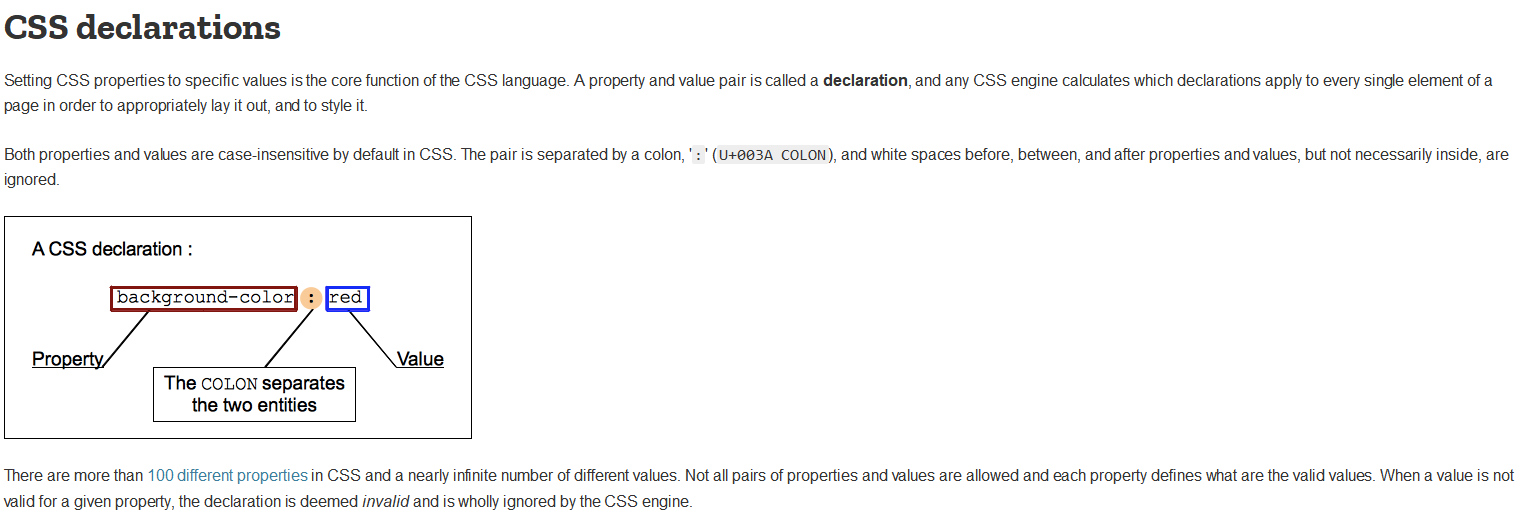 CSS declarations
Setting CSS properties to specific values is the core function of the CSS language. A property and value pair is called a declaration, and any CSS engine calculates which declarations apply to every single element of a
page in order to appropriately lay it out, and to style it.
Both properties and values are case-insensitive by default in CSS. The pair is separated by a colon, ':' (U+003A COLON), and white spaces before, between, and after properties and values, but not necessarily inside, are
ignored.
A CSS declaration :
background-color : red
Property
Value
The COLON separates
the two entities
There are more than 100 different properties in CSS and a nearly infinite number of different values. Not all pairs of properties and values are allowed and each property defines what are the valid values. When a value is not
valid for a given property, the declaration is deemed invalid and is wholly ignored by the CSS engine.